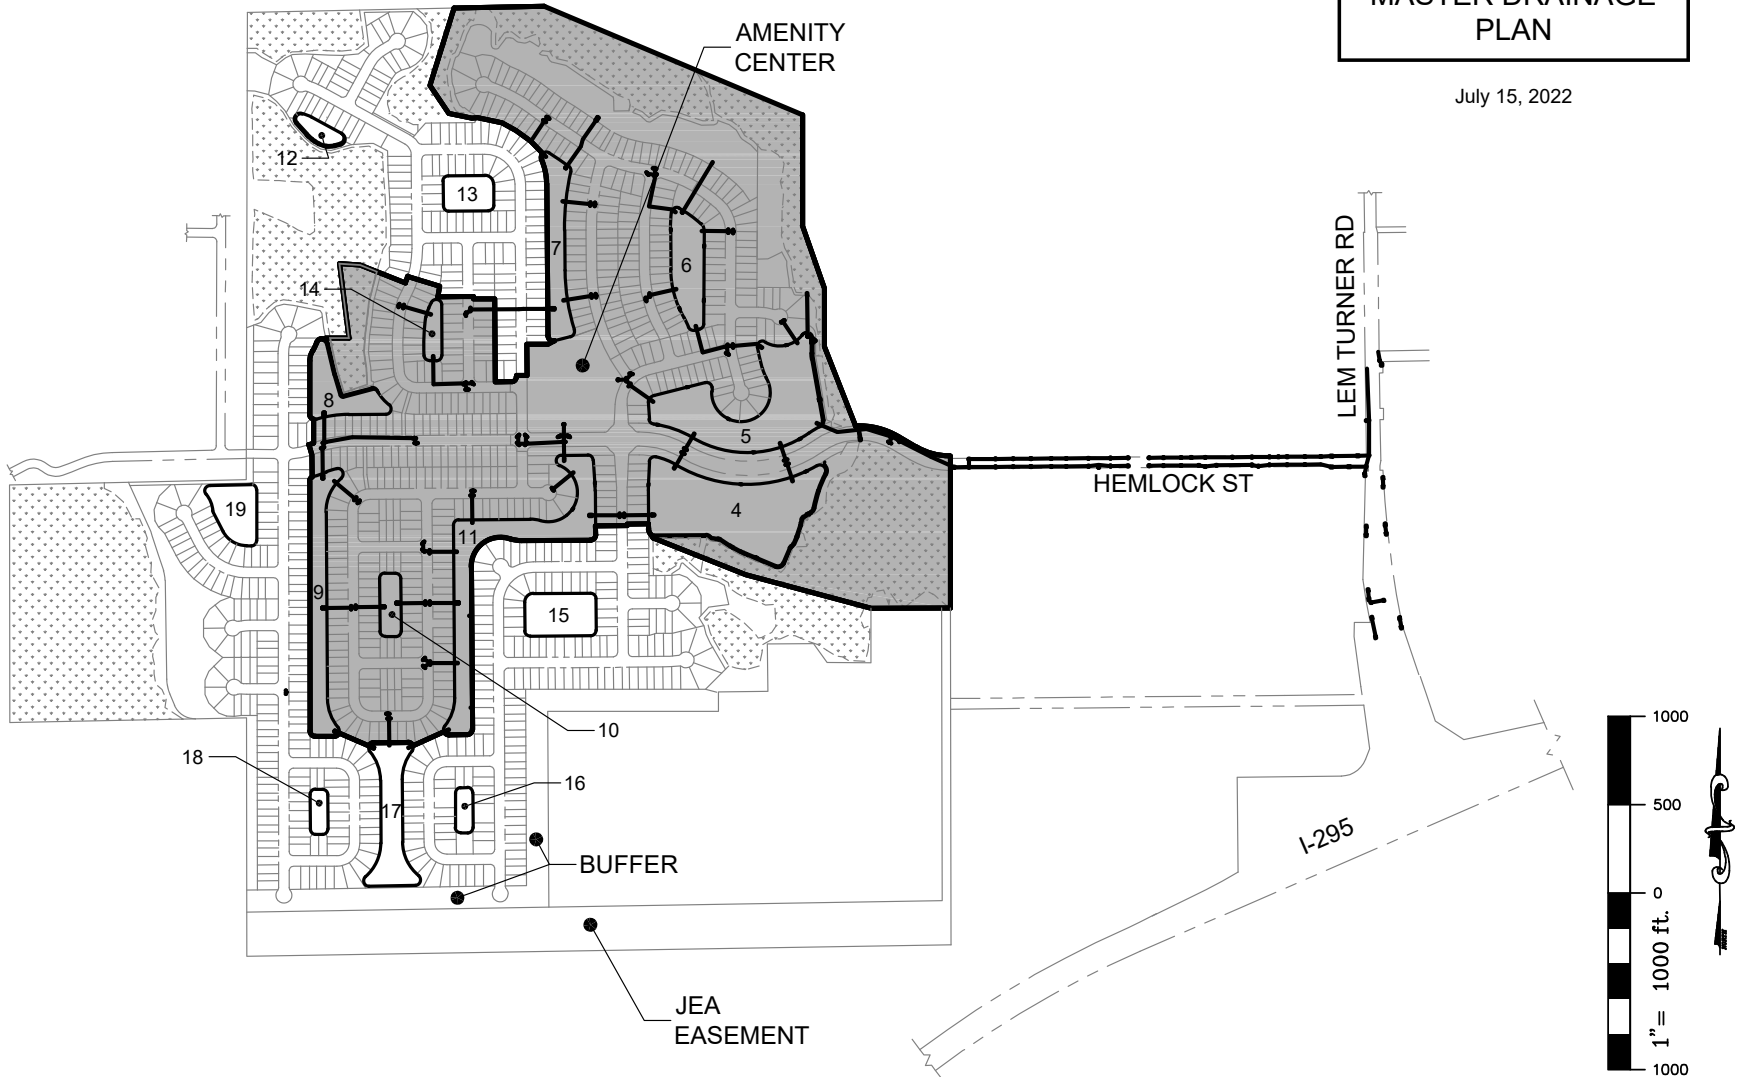 MASTER DRAINAGE
PLAN
July 15, 2022
AMENITY
CENTER
12
13
7
6
14
8
5
LEM TURNER RD
HEMLOCK ST
19
4
11
9
15
10
18
16
17
BUFFER
I-295
JEA
EASEMENT
1000
500
0
1"= 1000 ft.
1000